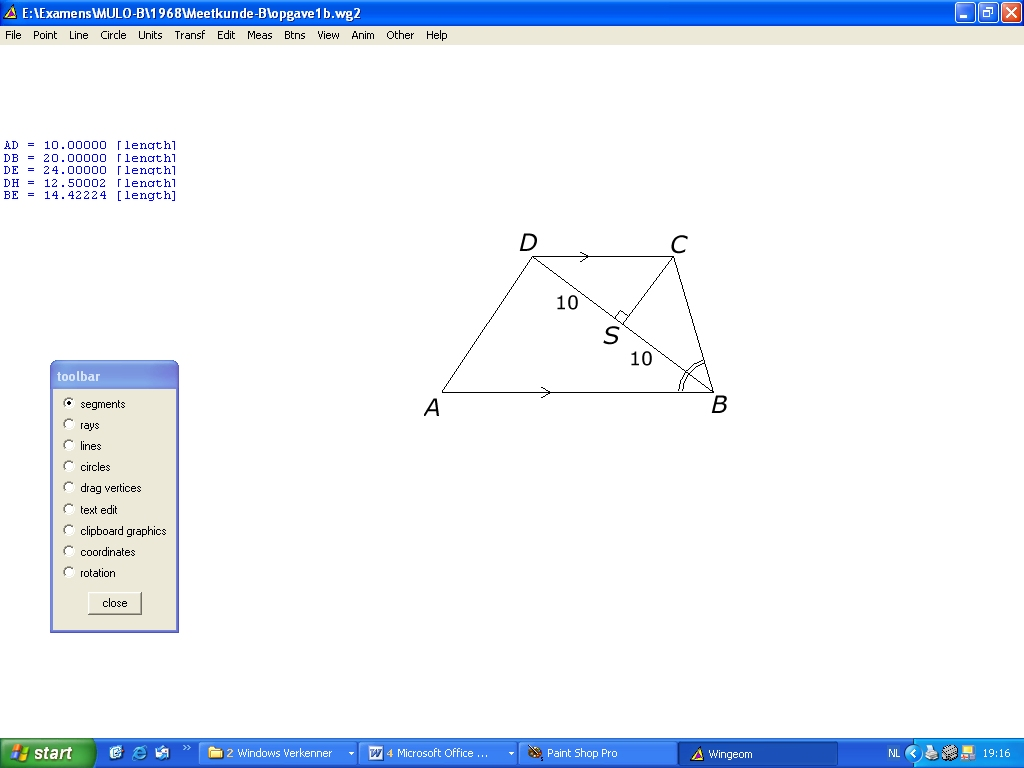 E:\Examens\MULO-B\1968\Meetkunde-B\opgave1b.wg2
File Point Line Circle Units Transf Edit Meas Btns View Anim Other Help
AD = 10.00000 [length]
DB = 20.00000 [length]
DE = 24.00000 [length]
DH = 12.50002 [length]
BE = 14.42224 [length]
D
C
10
S
10
A
B
toolbar
segments
rays
lines
circles
drag vertices
text edit
clipboard graphics
coordinates
rotation
close
start
2 Windows Verkenner
4 Microsoft Office ...
Paint Shop Pro
Wingeom
NL
19:16